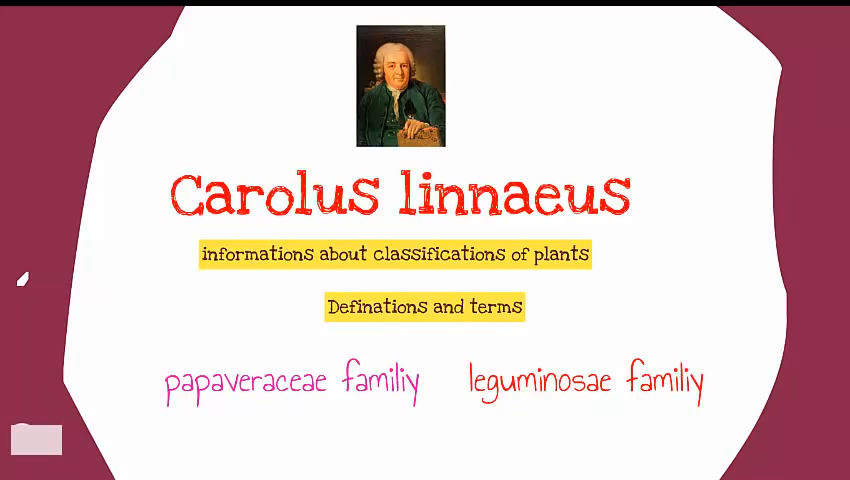 Carolus linnaeus
informations about classifications of plants
Definations and terms
papaveraceae familiy leguminosae familiy